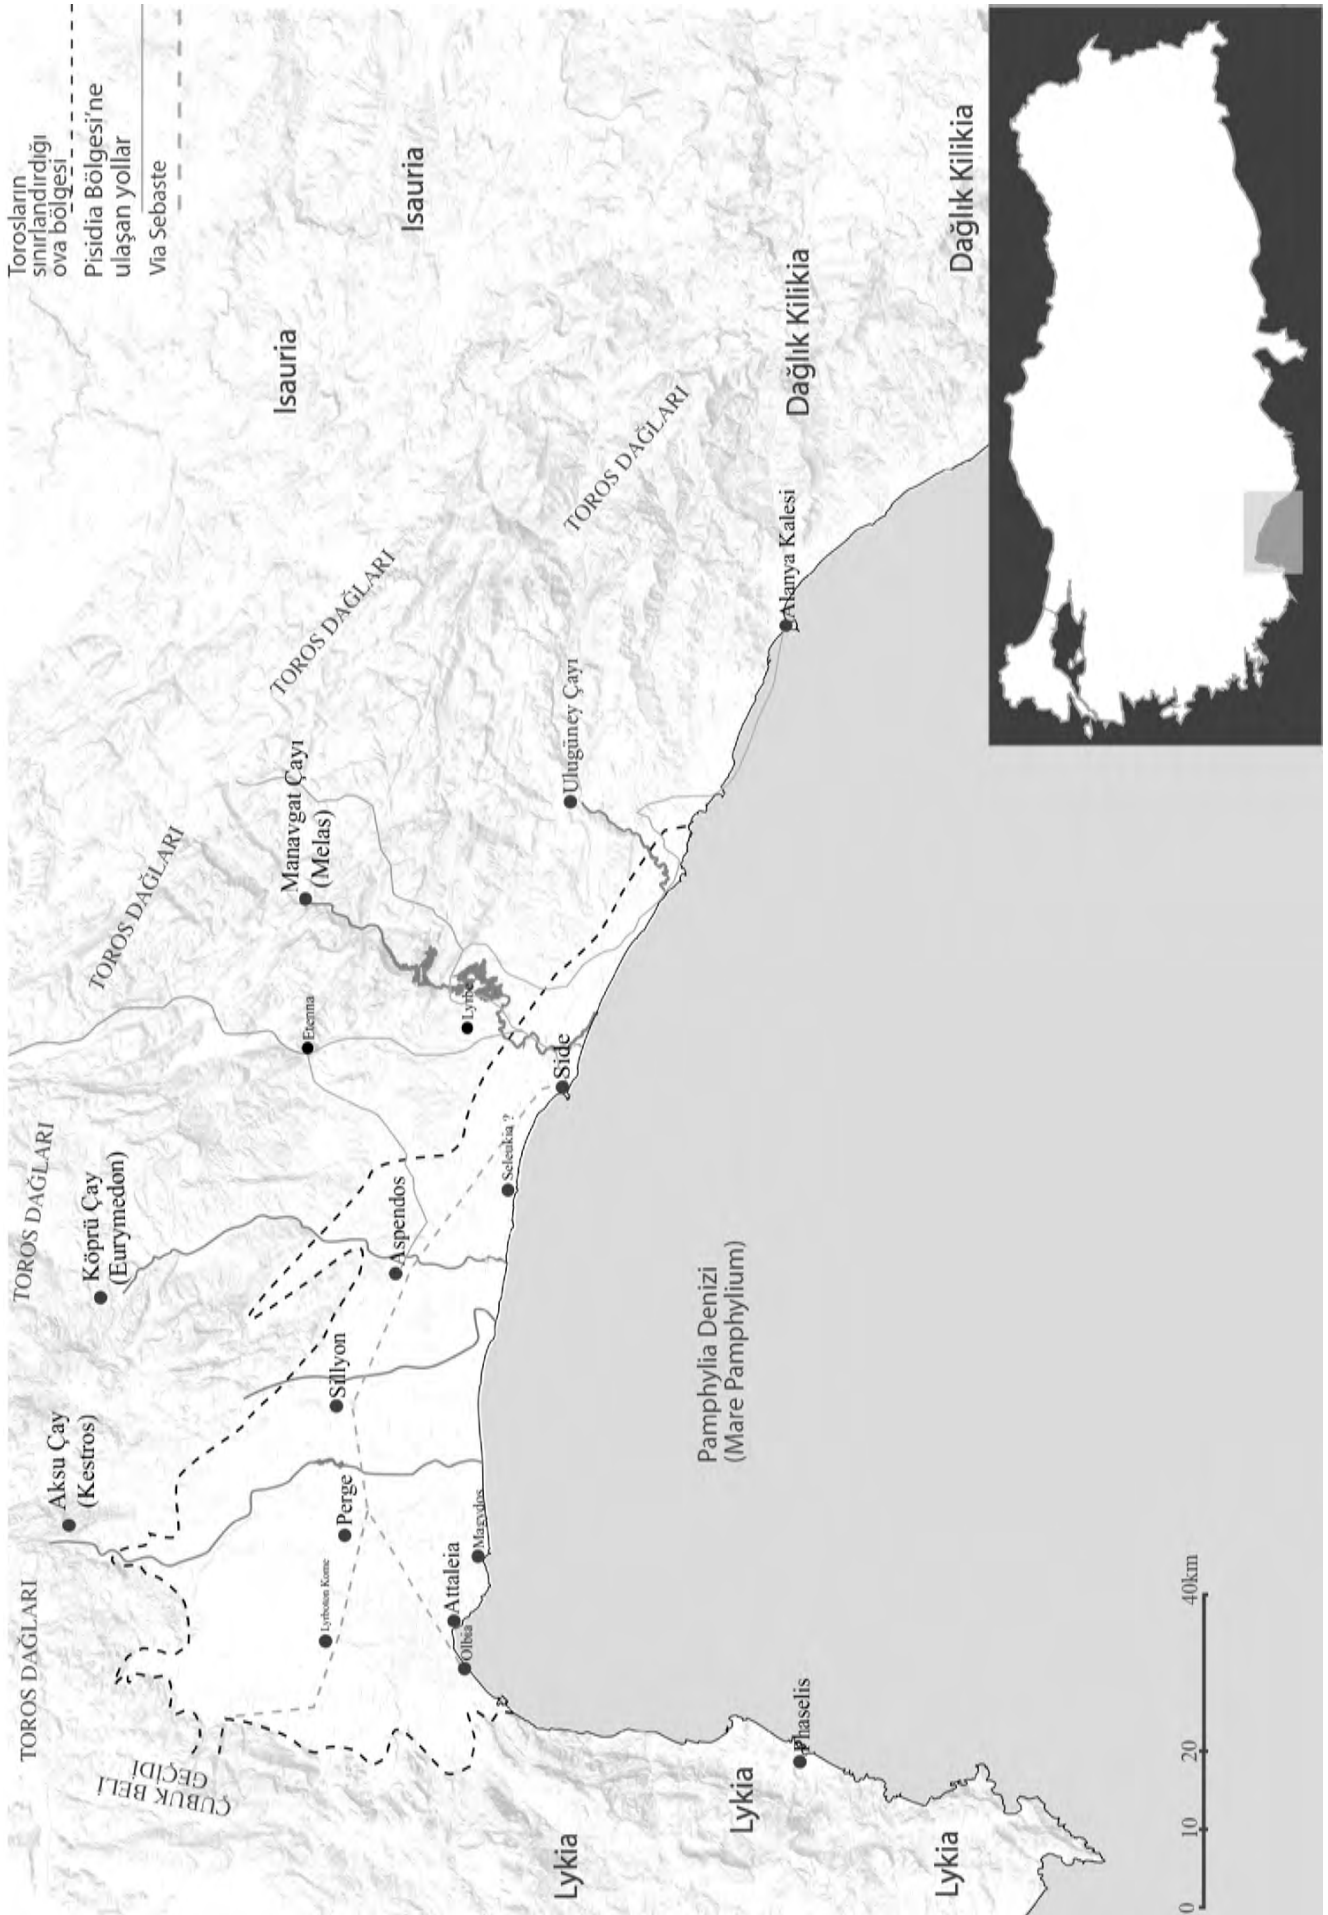 Torosların
sınırlandırdığı
ova bölgesi
Pisidia Bölgesi'ne
ulaşan yollar
Via Sebaste
TOROS DAĞLARI
TOROS DAĞLARI
TOROS DAĞLARI
TOROS DAĞLARI
TOROS DAĞLARI
ÇUBUK BELİ
GEÇİDİ
Aksu Çay
(Kestros)
Köprü Çay
(Eurymedon)
Manavgat Çayı
(Melas)
Ulugüney Çayı
Isauria
Isauria
Dağlık Kilikia
Dağlık Kilikia
Lyrboton Kome
Perge
Sillyon
Aspendos
Etenna
Lyrbe
Olbia
Attaleia
Magydos
Seleukia ?
Side
Alanya Kalesi
Phaselis
Lykia
Lykia
Lykia
Pamphylia Denizi
(Mare Pamphylium)
0 10 20 40km